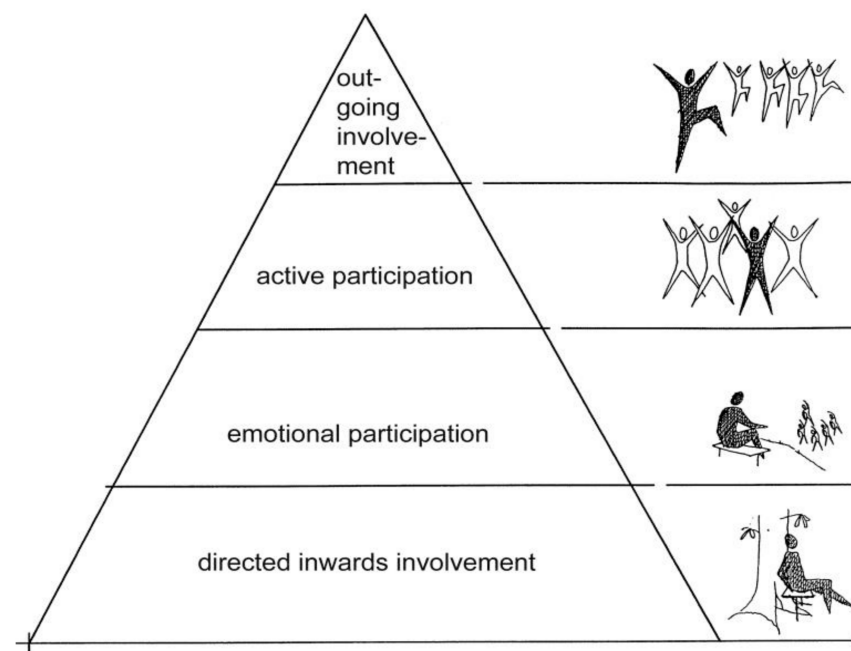 out-
going
involve-
ment
active participation
emotional participation
directed inwards involvement